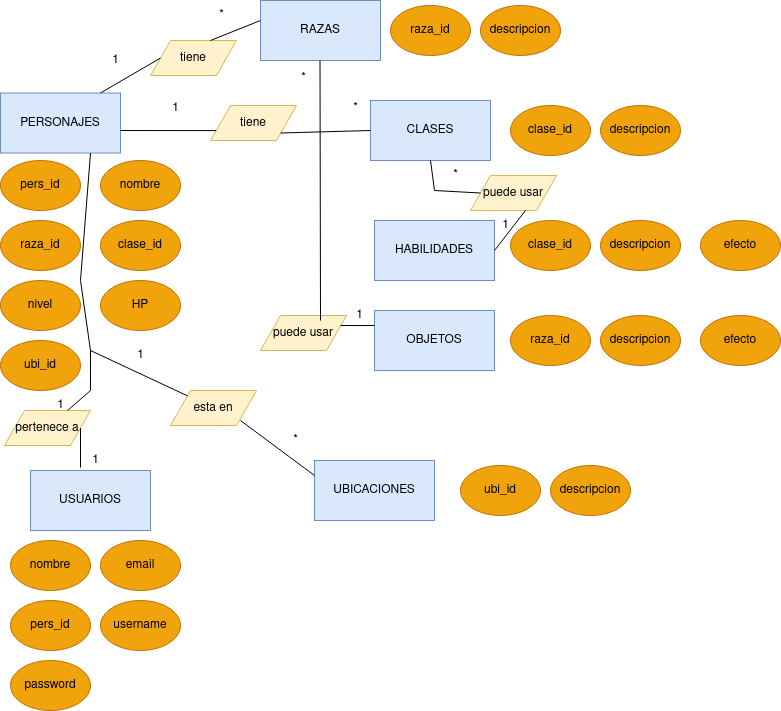 *
RAZAS
raza_id
descripcion
1
tiene
*
PERSONAJES
1
tiene
*
CLASES
clase_id
descripcion
pers_id
nombre
*
puede usar
raza_id
clase_id
HABILIDADES
1
clase_id
descripcion
efecto
nivel
HP
puede usar
1
OBJETOS
raza_id
descripcion
efecto
ubi_id
1
1
esta en
pertenece a
*
1
USUARIOS
UBICACIONES
ubi_id
descripcion
nombre
email
pers_id
username
password